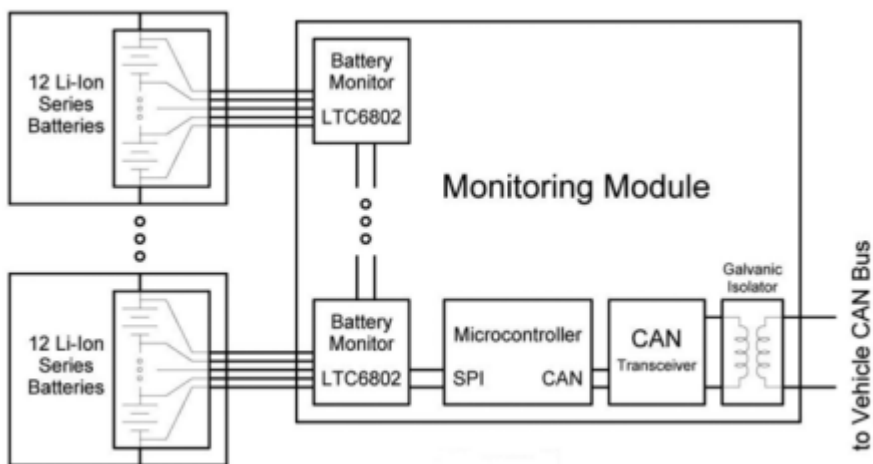 12 Li-Ion
Series
Batteries
Battery
Monitor
LTC6802
Monitoring Module
12 Li-Ion
Series
Batteries
Battery
Monitor
LTC6802
Microcontroller
SPI CAN
CAN
Transceiver
Galvanic
Isolator
to Vehicle CAN Bus